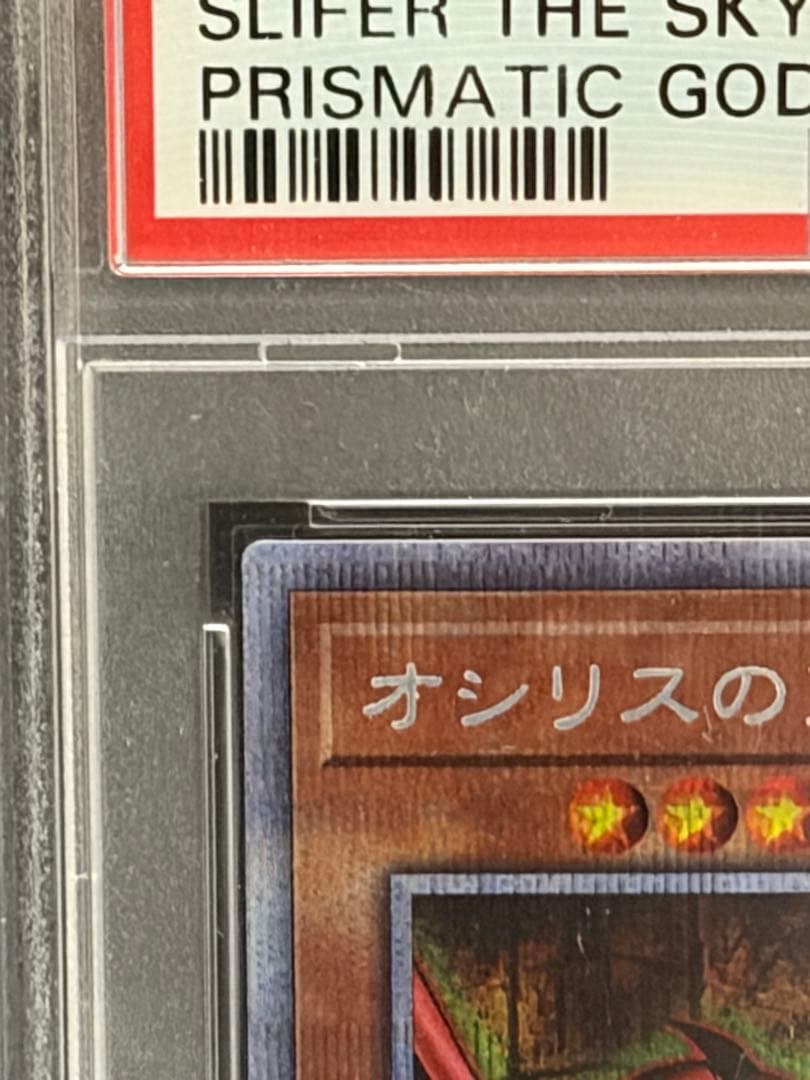 SLIFER THE SKY
PRISMATIC GOD
オシリスの